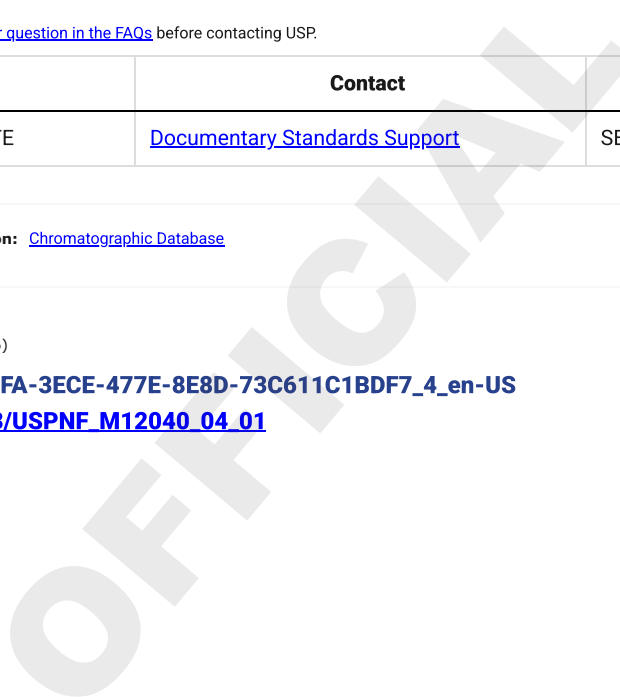 r question in the FAQs before contacting USP.
Contact
TE
Documentary Standards Support
SE
on: Chromatographic Database
)
FA-3ECE-477E-8E8D-73C611C1BDF7_4_en-US
3/USPNF_M12040_04_01
OFFICIAL